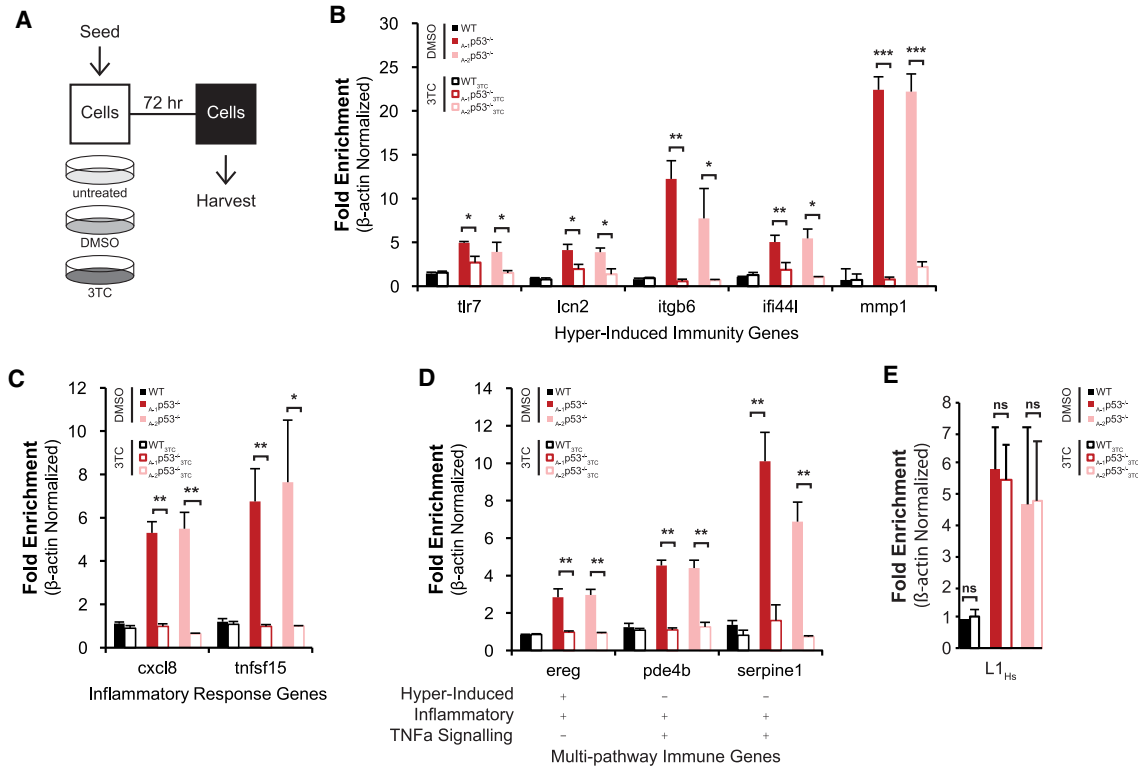 A
Seed
Cells
72 hr
Cells
untreated
DMSO
3TC
Harvest
B
Fold Enrichment
(β-actin Normalized)
30
25
20
15
10
5
0
DMSO
WT
A-1p53-/-
A-2p53-/-
3TC
WT3TC
A-1p53-/-3TC
A-2p53-/-3TC
* *
* *
** *
** *
*** ***
tlr7 lcn2 itgb6 ifi44l mmp1
Hyper-Induced Immunity Genes
C
Fold Enrichment
(β-actin Normalized)
12
10
8
6
4
2
0
DMSO
WT
A-1p53-/-
A-2p53-/-
3TC
WT3TC
A-1p53-/-3TC
A-2p53-/-3TC
** **
** *
cxcl8 tnfsf15
Inflammatory Response Genes
D
Fold Enrichment
(β-actin Normalized)
14
12
10
8
6
4
2
0
DMSO
WT
A-1p53-/-
A-2p53-/-
3TC
WT3TC
A-1p53-/-3TC
A-2p53-/-3TC
** **
** **
** **
ereg pde4b serpine1
Hyper-Induced + − −
Inflammatory + + +
TNFa Signalling − + +
Multi-pathway Immune Genes
E
Fold Enrichment
(ß-actin Normalized)
8
7
6
5
4
3
2
1
0
ns ns ns
L1Hs
DMSO
WT
A-1p53-/-
A-2p53-/-
3TC
WT3TC
A-1p53-/-3TC
A-2p53-/-3TC